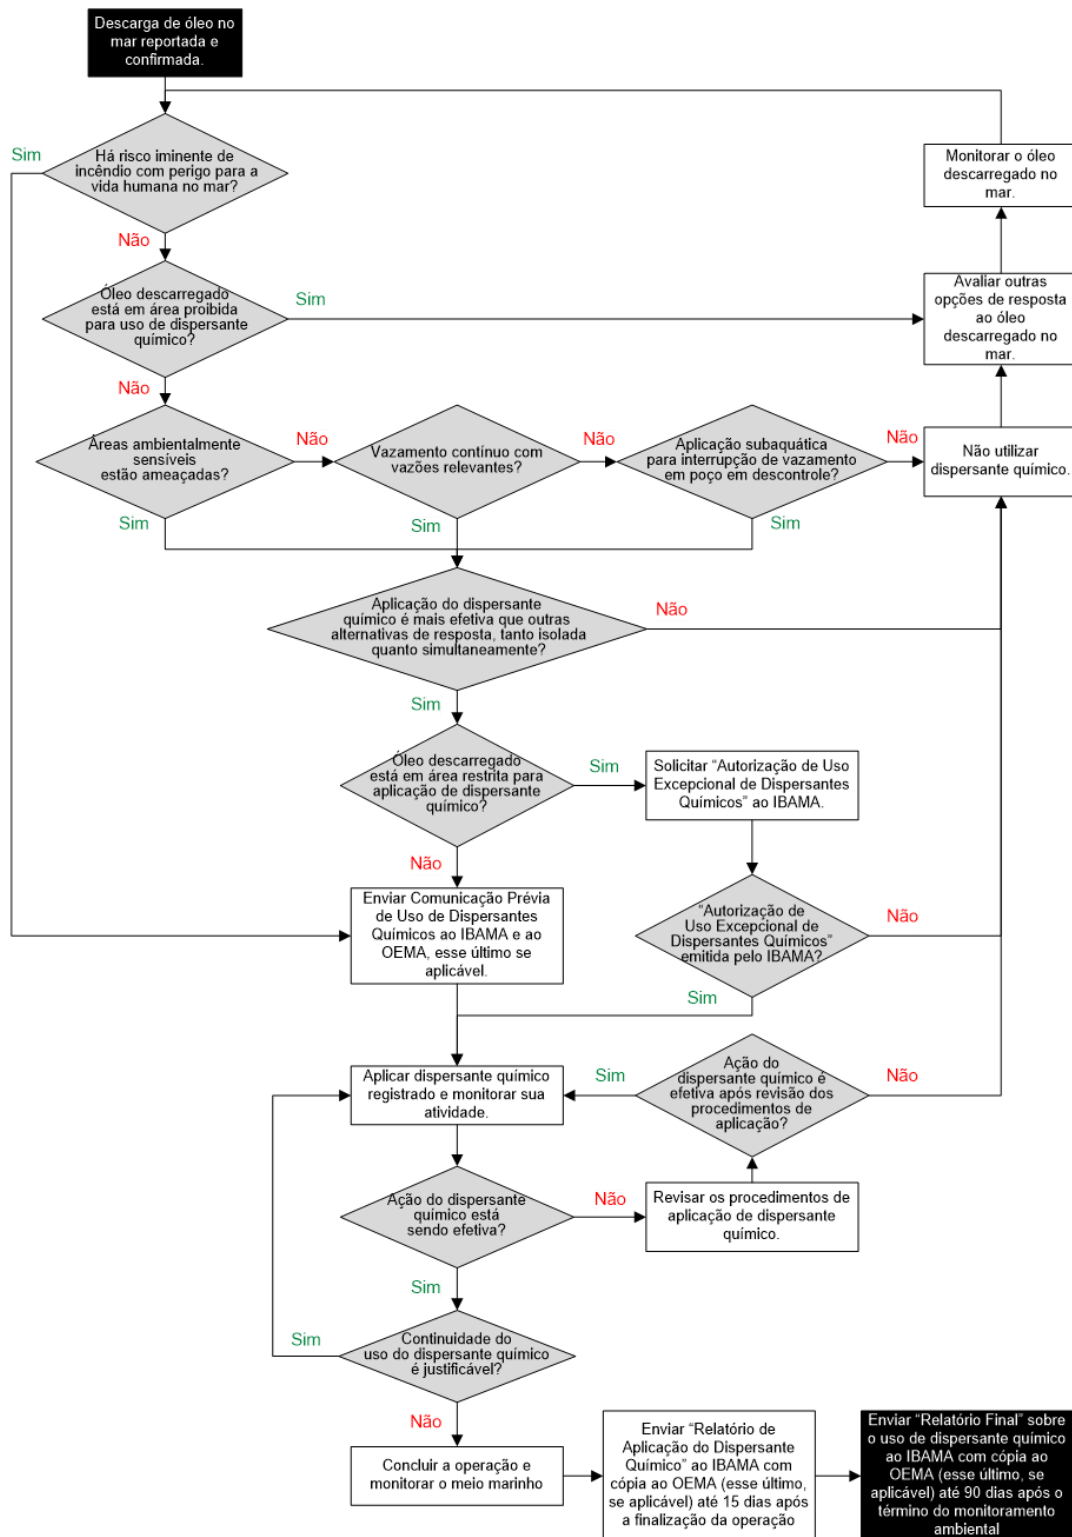 Descarga de óleo no
mar reportada e
confirmada.
Sim
Há risco iminente de
incêndio com perigo para a
vida humana no mar?
Monitorar o óleo
descarregado no
mar.
Não
Óleo descarregado
está em área proibida
para uso de dispersante
químico?
Sim
Avaliar outras
opções de resposta
ao óleo
descarregado no
mar.
Não
Áreas ambientalmente
sensíveis
estão ameaçadas?
Não
Vazamento contínuo com
vazões relevantes?
Não
Aplicação subaquática
para interrupção de vazamento
em poço em descontrole?
Não
Não utilizar
dispersante químico.
Sim
Sim
Sim
Aplicação do dispersante
químico é mais efetiva que outras
alternativas de resposta, tanto isolada
quanto simultaneamente?
Não
Sim
Óleo descarregado
está em área restrita para
aplicação de dispersante
químico?
Sim
Solicitar “Autorização de Uso
Excepcional de Dispersantes
Químicos” ao IBAMA.
Não
Enviar Comunicação Prévia
de Uso de Dispersantes
Químicos ao IBAMA e ao
OEMA, esse último se
aplicável.
“Autorização de
Uso Excepcional de
Dispersantes Químicos”
emitida pelo IBAMA?
Não
Sim
Aplicar dispersante químico
registrado e monitorar sua
atividade.
Sim
Ação do
dispersante químico é
efetiva após revisão dos
procedimentos de
aplicação?
Não
Ação do dispersante
químico está
sendo efetiva?
Não
Revisar os procedimentos de
aplicação de dispersante
químico.
Sim
Sim
Continuidade do
uso do dispersante químico
é justificável?
Não
Concluir a operação e
monitorar o meio marinho
Enviar “Relatório de
Aplicação do Dispersante
Químico” ao IBAMA com
cópia ao OEMA (esse último,
se aplicável) até 15 dias após
a finalização da operação
Enviar “Relatório Final” sobre
o uso de dispersante químico
ao IBAMA com cópia ao
OEMA (esse último, se
aplicável) até 90 dias após o
término do monitoramento
ambiental